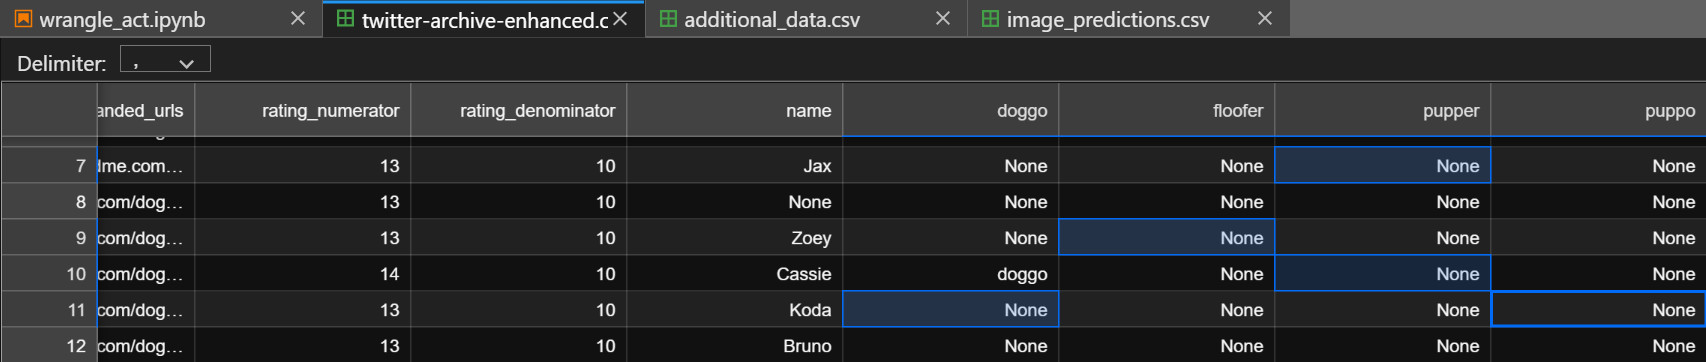 wrangle_act.ipynb twitter-archive-enhanced.c additional_data.csv image_predictions.csv
Delimiter: ,
anded_urls rating_numerator rating_denominator name doggo floofer pupper puppo
7 dme.com… 13 10 Jax None None None None
8 .com/dog… 13 10 None None None None None
9 .com/dog… 13 10 Zoey None None None None
10 .com/dog… 14 10 Cassie doggo None None None
11 .com/dog… 13 10 Koda None None None None
12 .com/dog… 13 10 Bruno None None None None